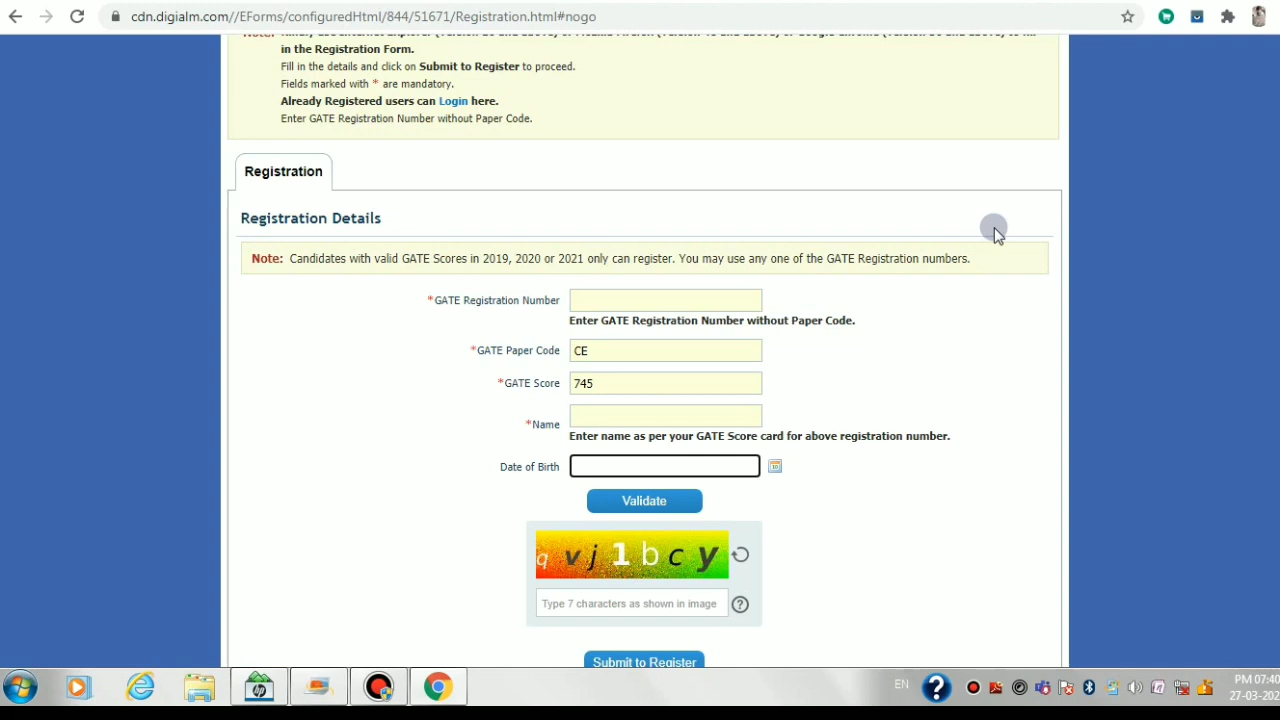 cdn.digialm.com//EForms/configuredHtml/844/51671/Registration.html#nogo
in the Registration Form.
Fill in the details and click on Submit to Register to proceed.
Fields marked with * are mandatory.
Already Registered users can Login here.
Enter GATE Registration Number without Paper Code.
Registration
Registration Details
Note: Candidates with valid GATE Scores in 2019, 2020 or 2021 only can register. You may use any one of the GATE Registration numbers.
*GATE Registration Number
Enter GATE Registration Number without Paper Code.
*GATE Paper Code CE
*GATE Score 745
*Name
Enter name as per your GATE Score card for above registration number.
Date of Birth
Validate
q v j 1 b c y
Type 7 characters as shown in image
Submit to Register
EN
PM 07:40
27-03-202